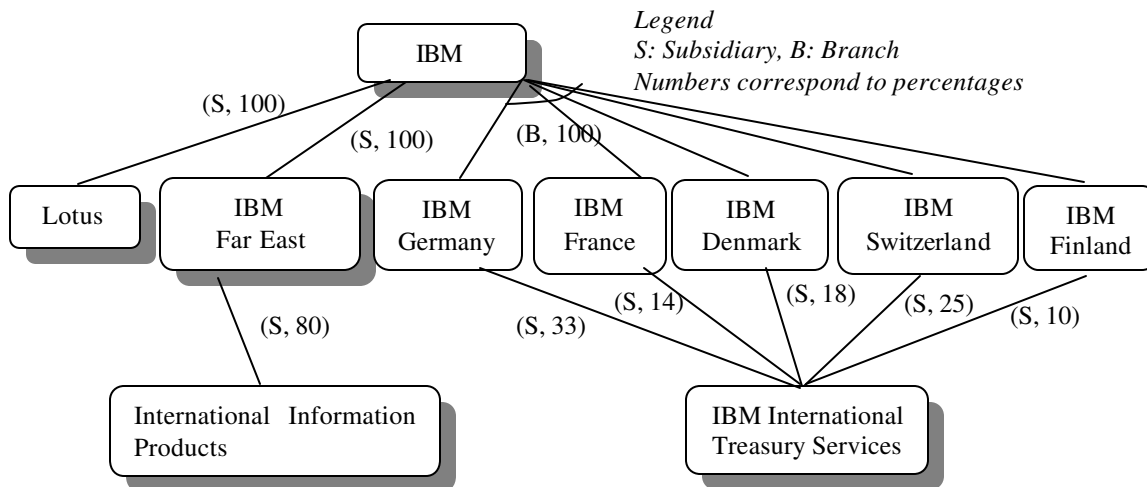 Legend
IBM
S: Subsidiary, B: Branch
Numbers correspond to percentages
(S, 100)
(S, 100)
(B, 100)
Lotus
IBM
Far East
IBM
Germany
IBM
France
IBM
Denmark
IBM
Switzerland
IBM
Finland
(S, 80)
(S, 33)
(S, 14)
(S, 18)
(S, 25)
(S, 10)
International Information
Products
IBM International
Treasury Services